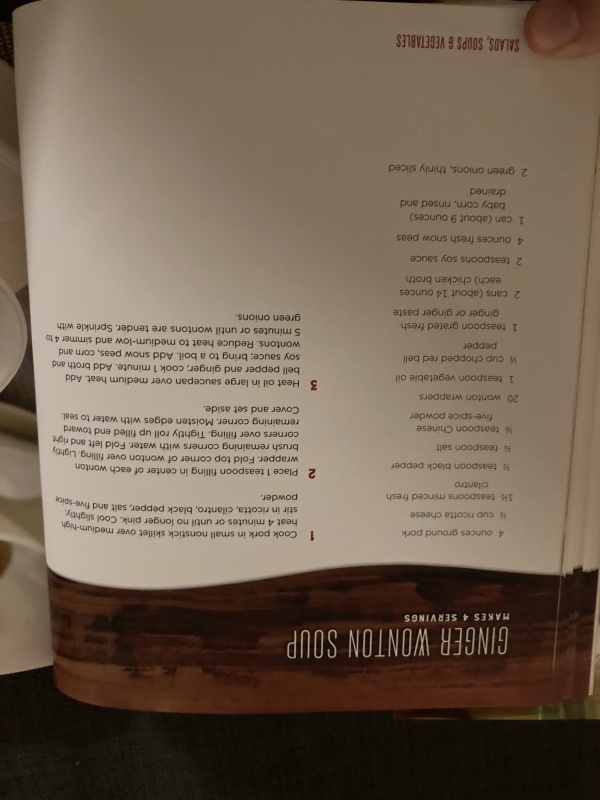 GINGER WONTON SOUP
MAKES 4 SERVINGS
4 ounces ground pork
½ cup ricotta cheese
1½ teaspoons minced fresh
cilantro
½ teaspoon black pepper
⅛ teaspoon salt
⅛ teaspoon Chinese
five-spice powder
20 wonton wrappers
1 teaspoon vegetable oil
⅓ cup chopped red bell
pepper
1 teaspoon grated fresh
ginger or ginger paste
2 cans (about 14 ounces
each) chicken broth
2 teaspoons soy sauce
4 ounces fresh snow peas
1 can (about 9 ounces)
baby corn, rinsed and
drained
2 green onions, thinly sliced
1 Cook pork in small nonstick skillet over medium-high
heat 4 minutes or until no longer pink. Cool slightly;
stir in ricotta, cilantro, black pepper, salt and five-spice
powder.
2 Place 1 teaspoon filling in center of each wonton
wrapper. Fold top corner of wonton over filling. Lightly
brush remaining corners with water. Fold left and right
corners over filling. Tightly roll up filled end toward
remaining corner. Moisten edges with water to seal.
Cover and set aside.
3 Heat oil in large saucepan over medium heat. Add
bell pepper and ginger; cook 1 minute. Add broth and
soy sauce; bring to a boil. Add snow peas, corn and
wontons. Reduce heat to medium-low and simmer 4 to
5 minutes or until wontons are tender. Sprinkle with
green onions.
SALADS, SOUPS & VEGETABLES